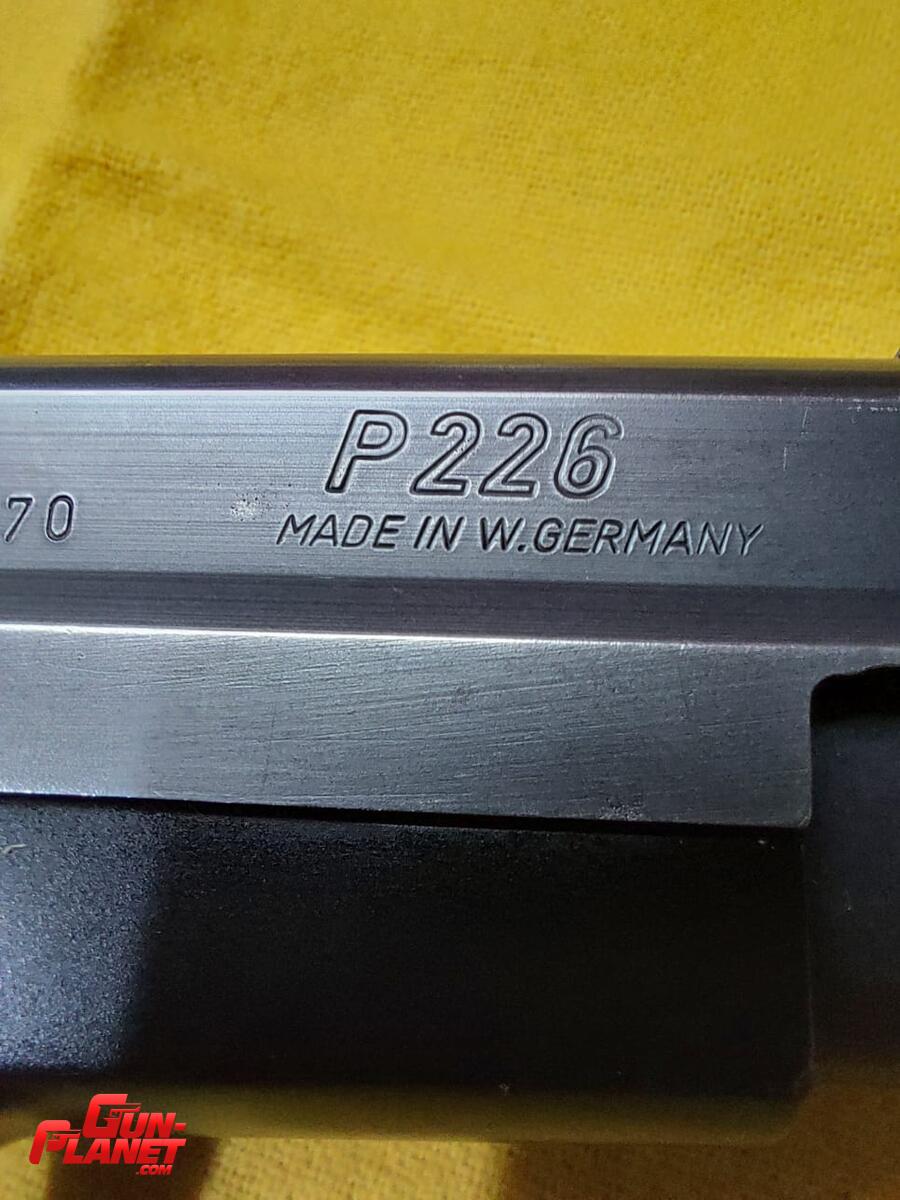 P226
70
MADE IN W.GERMANY
GUN-
PLANET
.COM